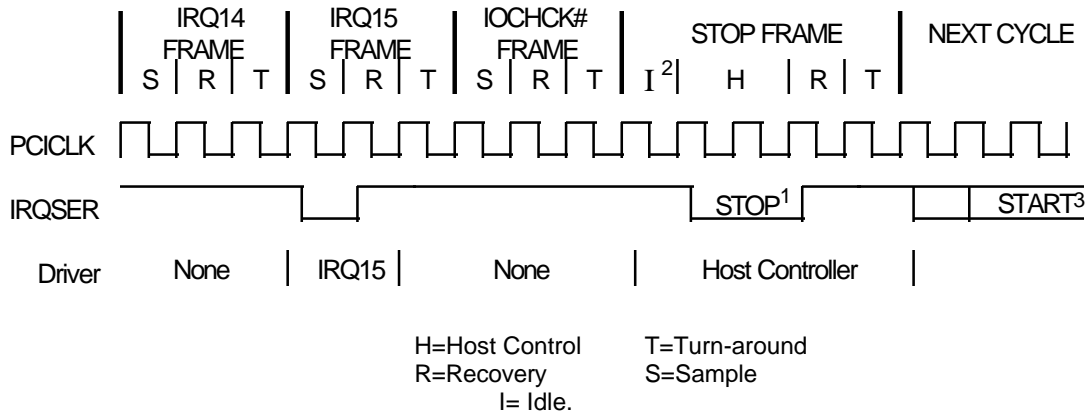 IRQ14 FRAME
IRQ15 FRAME
IOCHCK# FRAME
STOP FRAME
NEXT CYCLE
S R T S R T S R T I 2 H R T
PCICLK
IRQSER STOP1 START3
Driver None IRQ15 None Host Controller
H=Host Control T=Turn-around
R=Recovery S=Sample
I= Idle.